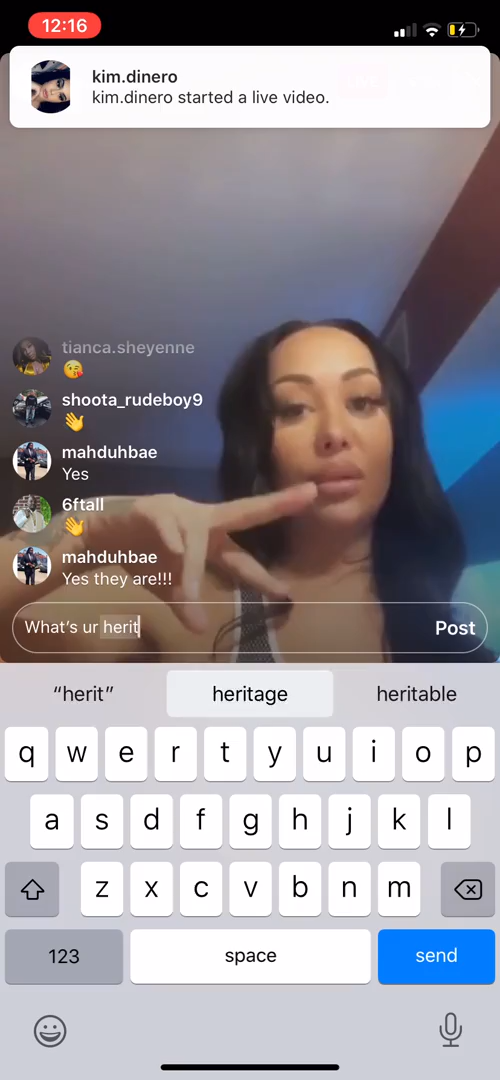 12:16
kim.dinero
kim.dinero started a live video.
tianca.sheyenne
😘
shoota_rudeboy9
👋
mahduhbae
Yes
6ftall
👋
mahduhbae
Yes they are!!!
What's ur herit
Post
“herit” heritage heritable
q w e r t y u i o p
a s d f g h j k l
z x c v b n m
123 space send